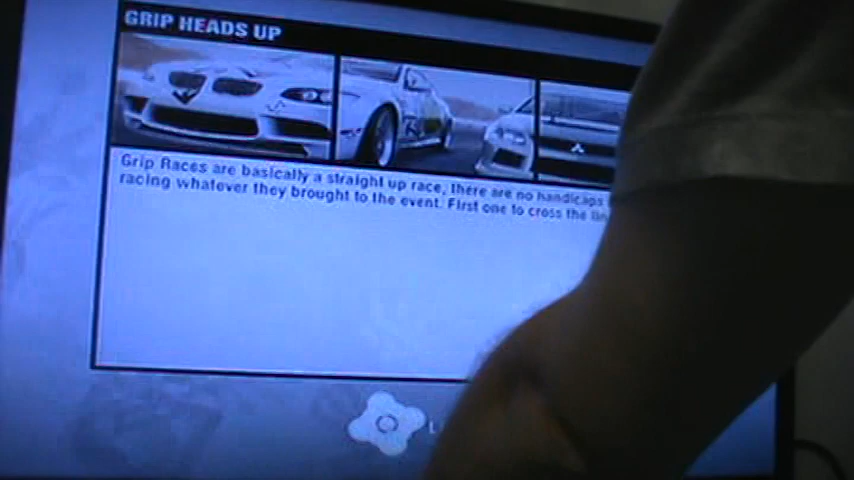 GRIP HEADS UP
Grip Races are basically a straight up race, there are no handicaps
racing whatever they brought to the event. First one to cross the